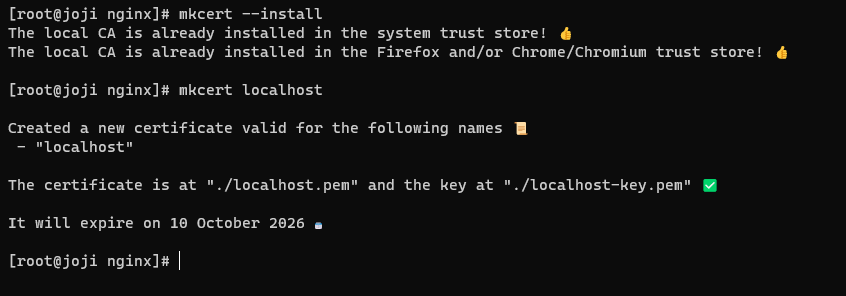 [root@joji nginx]# mkcert --install
The local CA is already installed in the system trust store! 👍
The local CA is already installed in the Firefox and/or Chrome/Chromium trust store! 👍
[root@joji nginx]# mkcert localhost
Created a new certificate valid for the following names 📜
 - "localhost"
The certificate is at "./localhost.pem" and the key at "./localhost-key.pem" ✅
It will expire on 10 October 2026 🗓
[root@joji nginx]#